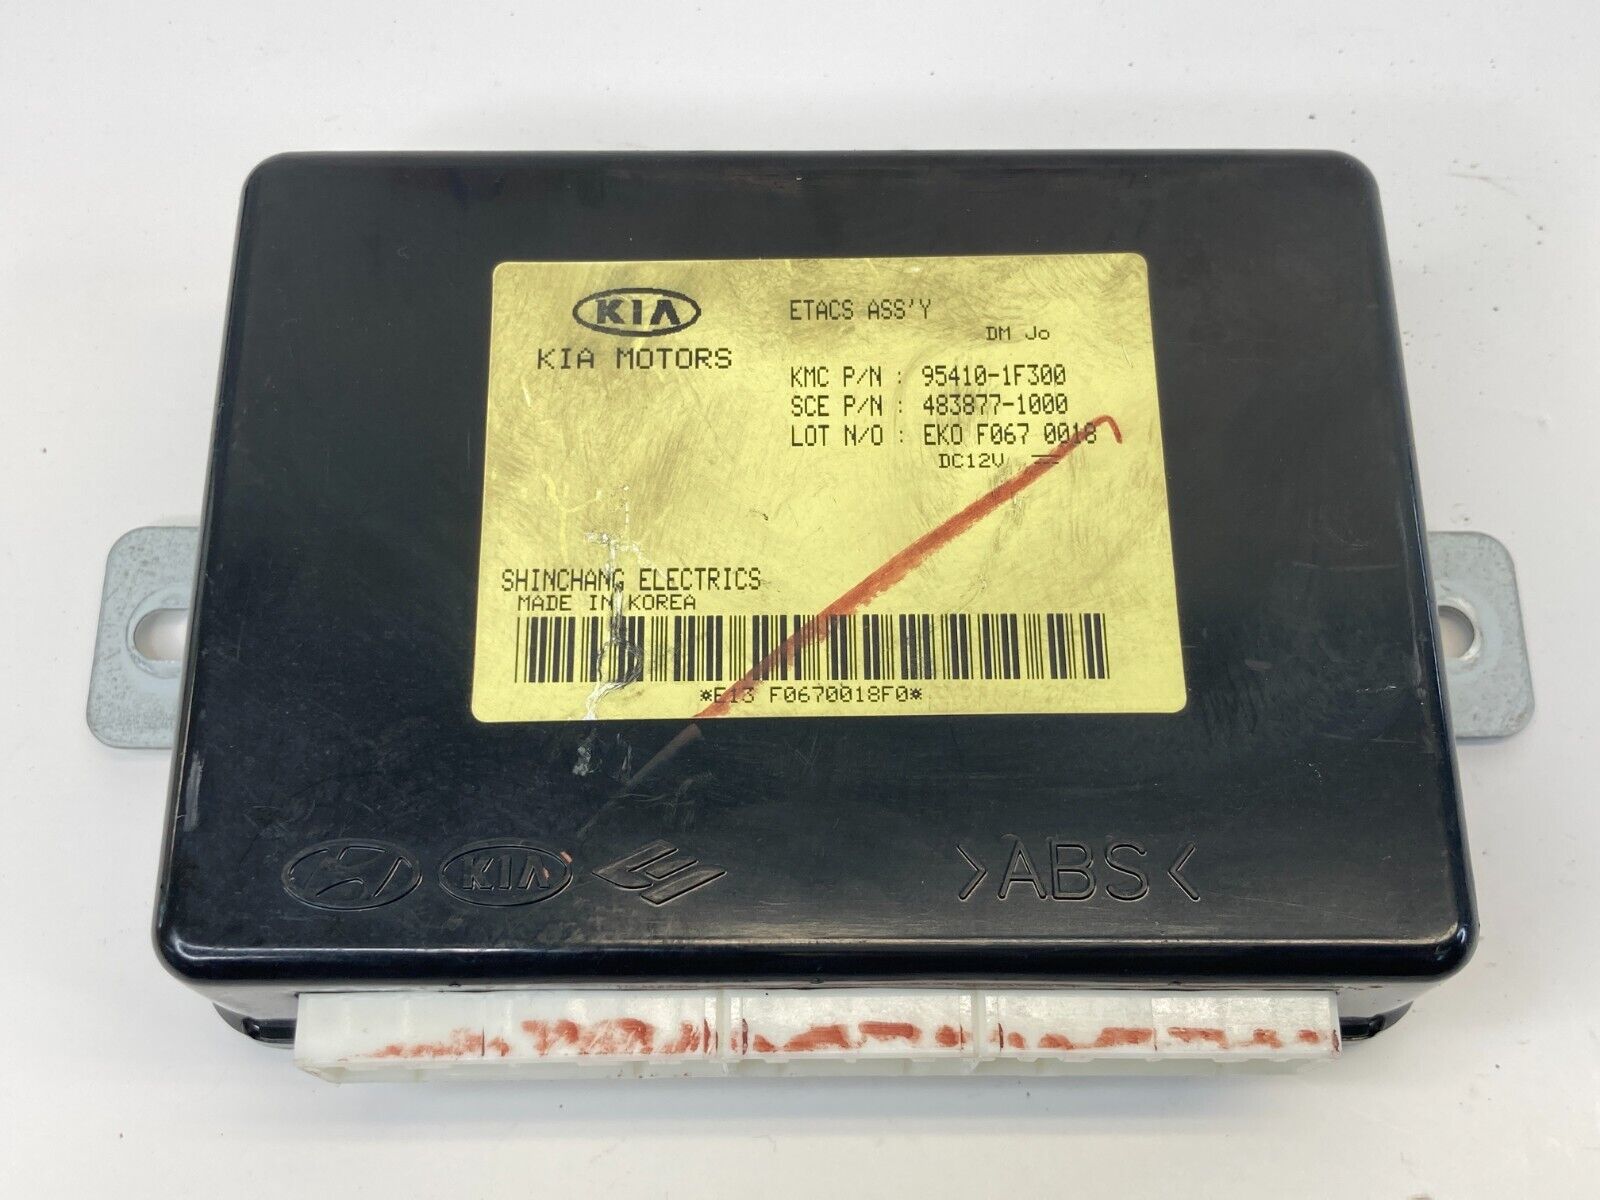 KIA
KIA MOTORS
ETACS ASS'Y
DM Jo
KMC P/N : 95410-1F300
SCE P/N : 483877-1000
LOT N/O : EKO F067 0018
DC12V
SHINCHANG ELECTRICS
MADE IN KOREA
*E13 F0670018F0*
KIA
>ABS<